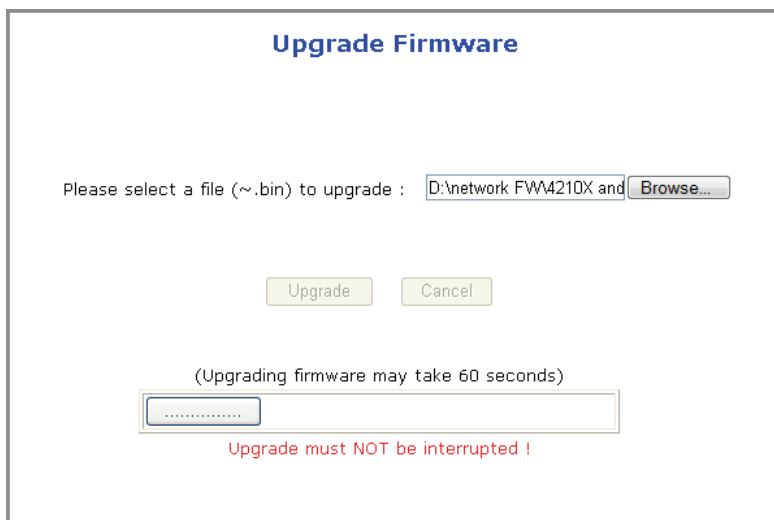 Upgrade Firmware
Please select a file (~.bin) to upgrade : D:\network FW\4210X and Browse...
Upgrade Cancel
(Upgrading firmware may take 60 seconds)
...............
Upgrade must NOT be interrupted !